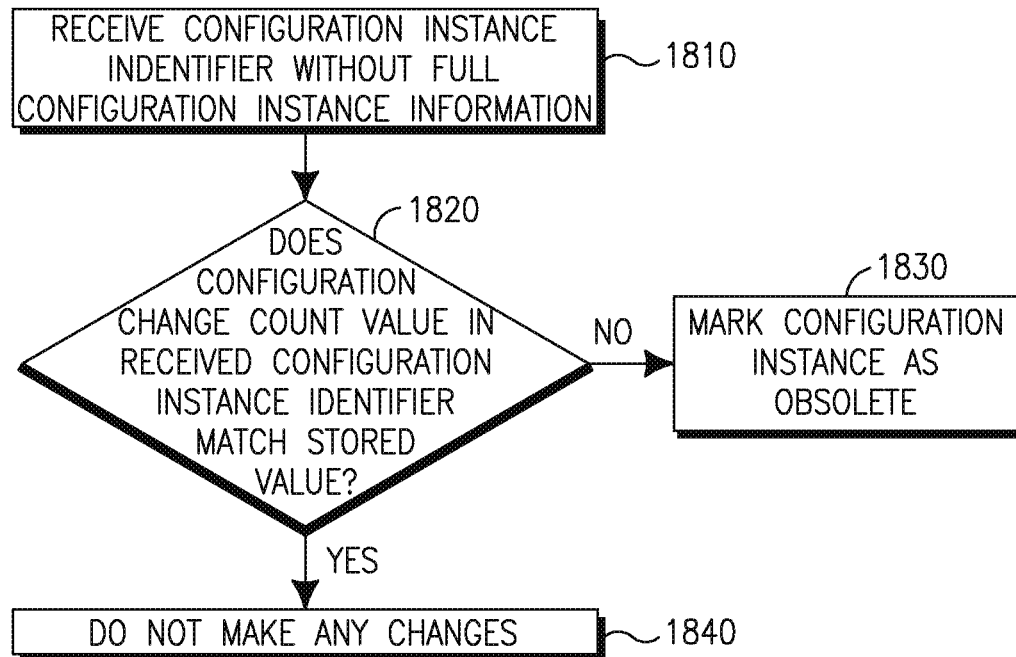 RECEIVE CONFIGURATION INSTANCE
INDENTIFIER WITHOUT FULL
CONFIGURATION INSTANCE INFORMATION
1810
1820
DOES
CONFIGURATION
CHANGE COUNT VALUE IN
RECEIVED CONFIGURATION
INSTANCE IDENTIFIER
MATCH STORED
VALUE?
NO
1830
MARK CONFIGURATION
INSTANCE AS
OBSOLETE
YES
DO NOT MAKE ANY CHANGES
1840